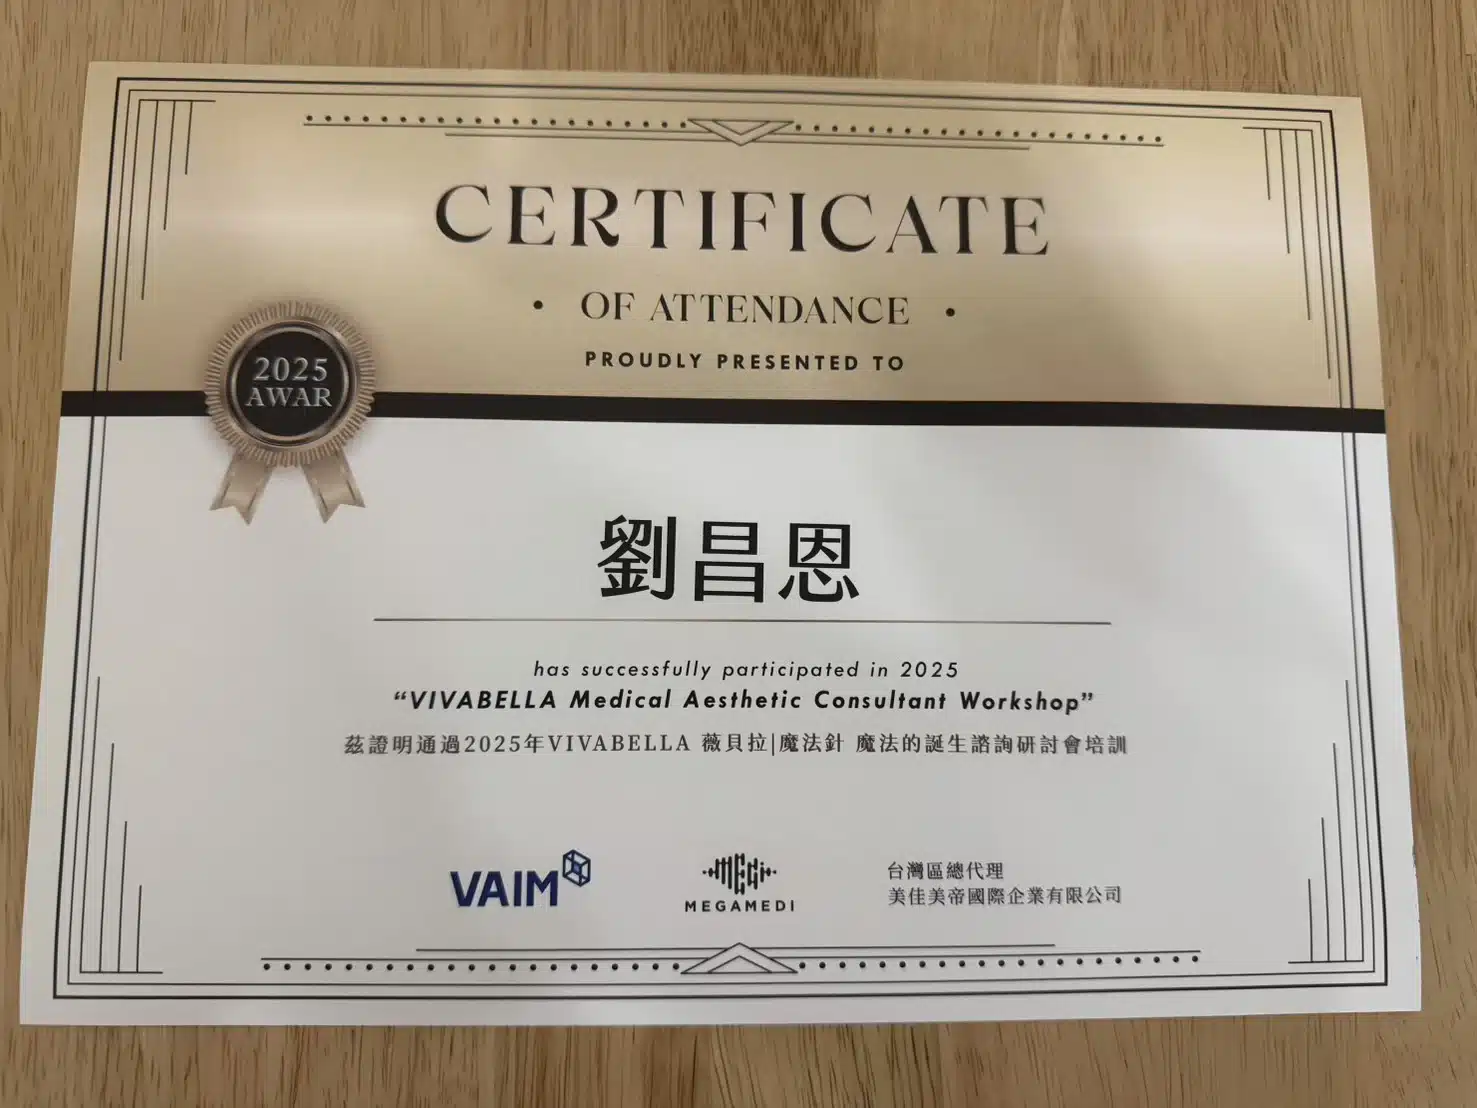 CERTIFICATE
• OF ATTENDANCE •
PROUDLY PRESENTED TO
2025
AWAR
劉昌恩
has successfully participated in 2025
“VIVABELLA Medical Aesthetic Consultant Workshop”
茲證明通過2025年VIVABELLA 薇貝拉|魔法針 魔法的誕生諮詢研討會培訓
VAIM
MEDi
MEGAMEDI
台灣區總代理
美佳美帝國際企業有限公司